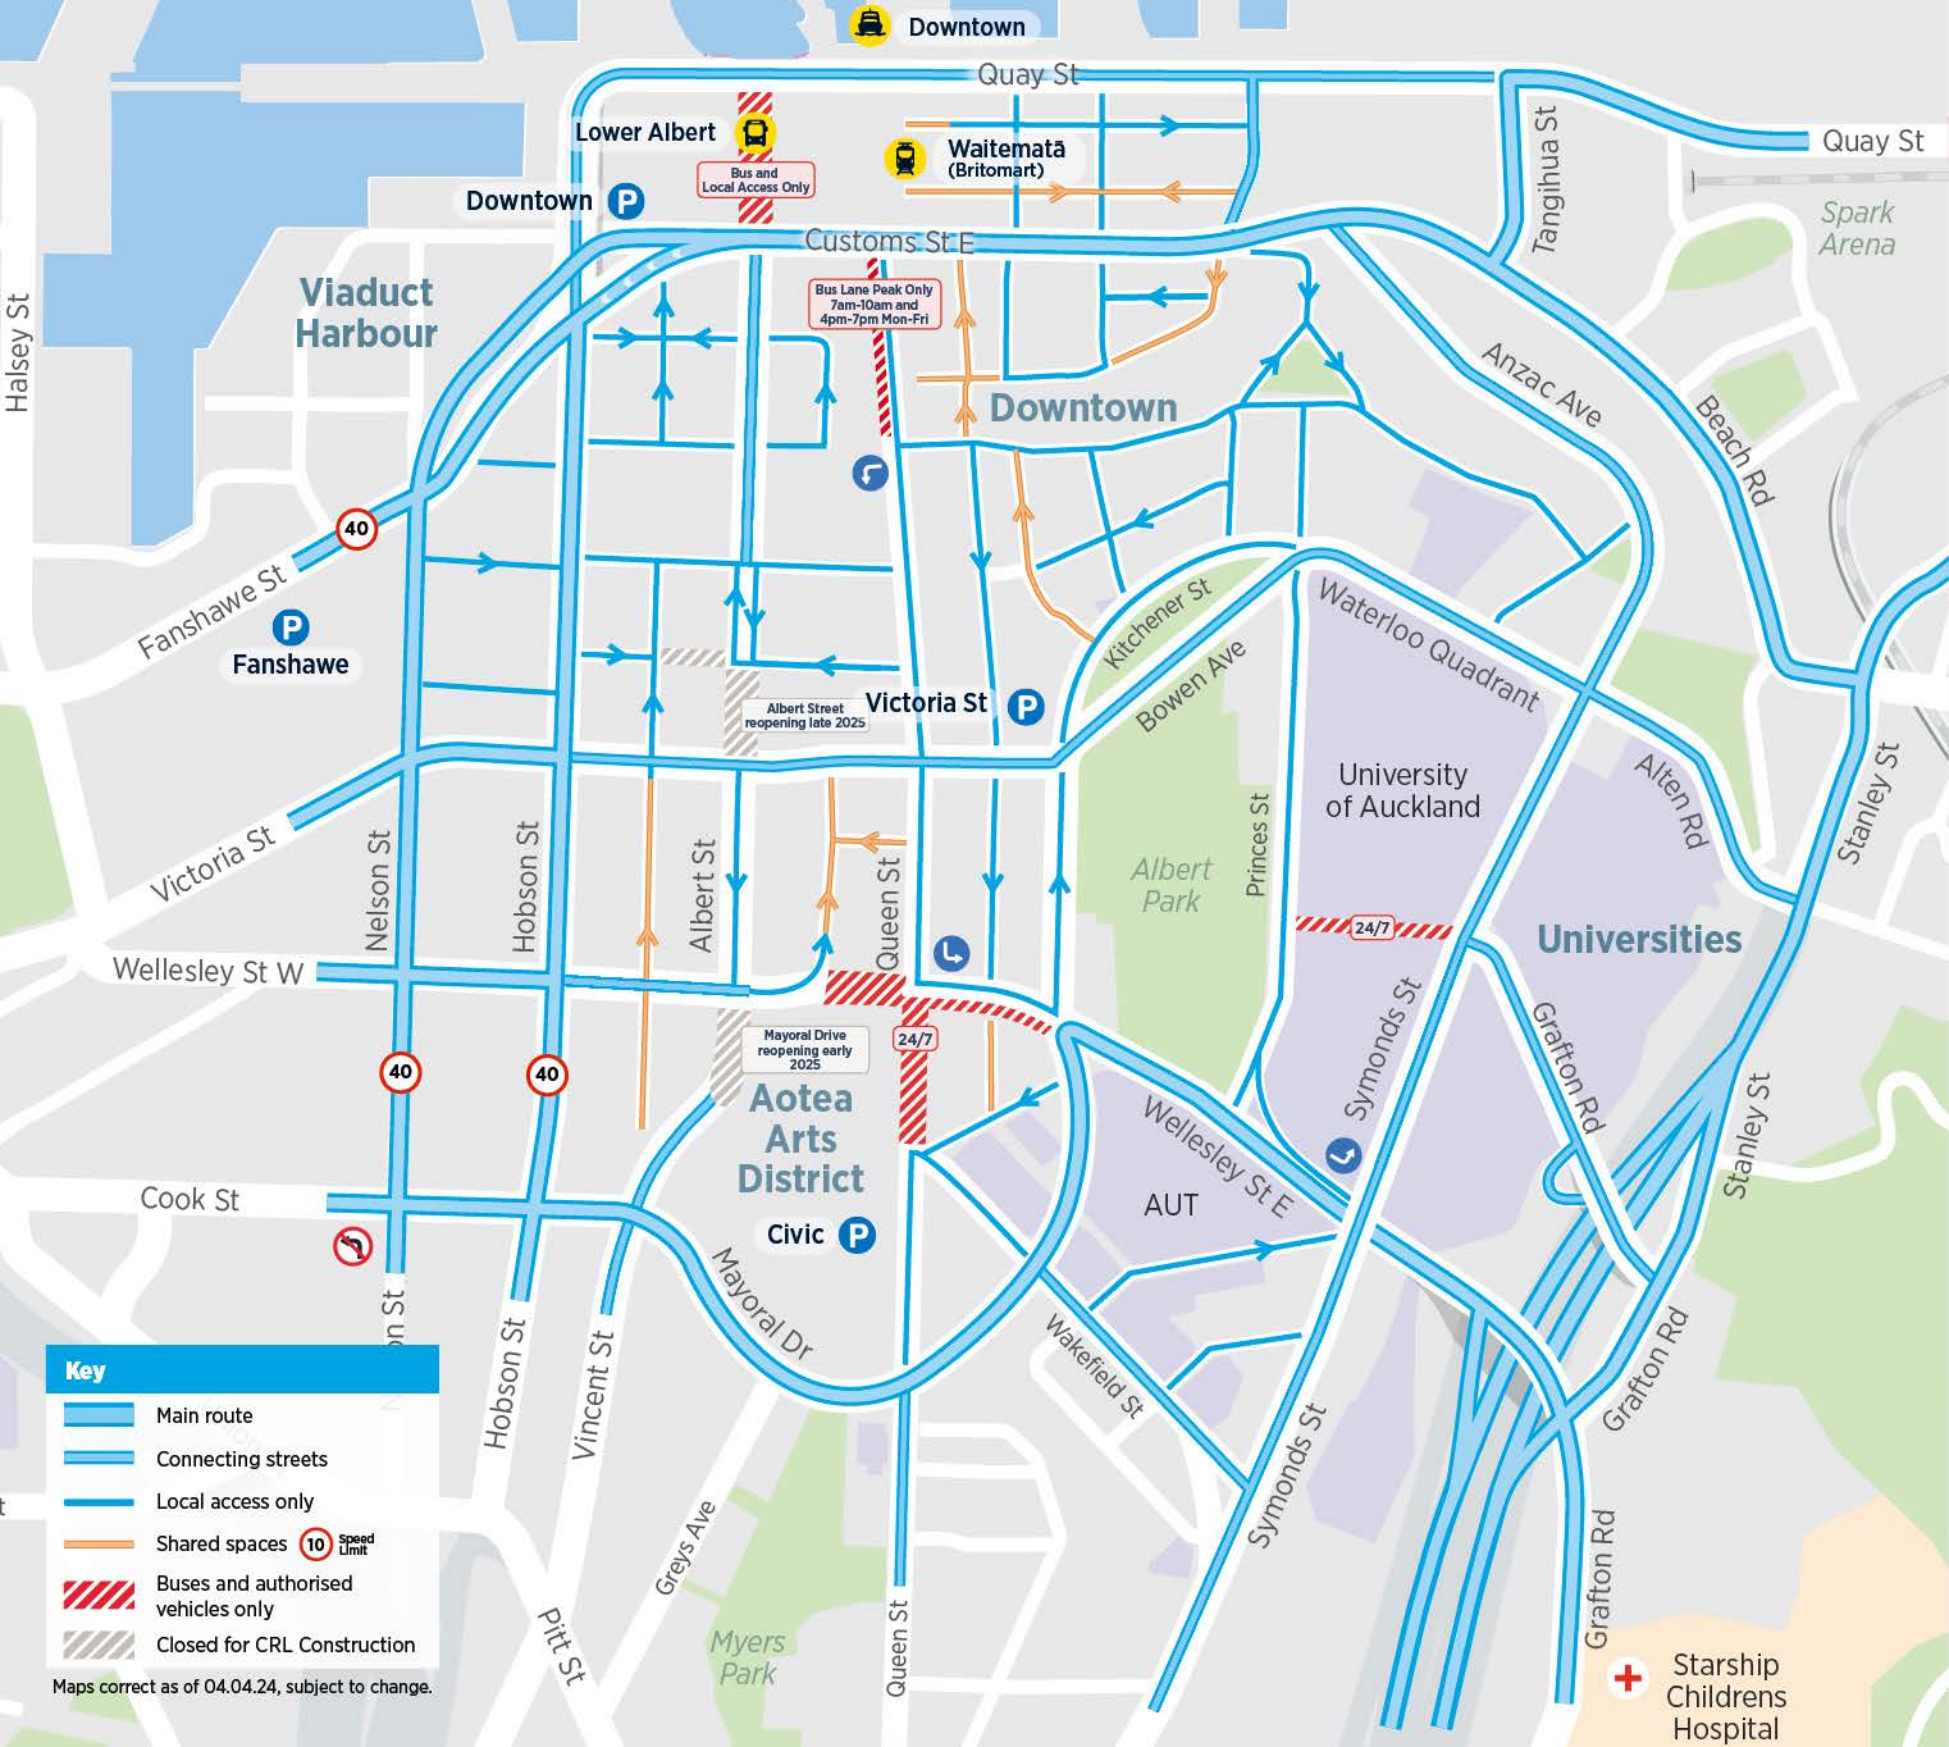 Downtown
Quay St
Lower Albert
Bus and
Local Access Only
Waitematā
(Britomart)
Tangihua St
Quay St
Downtown P
Spark
Arena
Customs St E
Viaduct
Harbour
Halsey St
Bus Lane Peak Only
7am-10am and
4pm-7pm Mon-Fri
Anzac Ave
Beach Rd
Downtown
40
Fanshawe St
P
Fanshawe
Kitchener St
Bowen Ave
Waterloo Quadrant
Albert Street
reopening late 2025
Victoria St P
University
of Auckland
Alten Rd
Stanley St
Victoria St
Nelson St
Hobson St
Albert St
Queen St
Princes St
Albert
Park
24/7
Universities
Wellesley St W
Symonds St
Grafton Rd
Mayoral Drive
reopening early
2025
24/7
40
40
Aotea
Arts
District
Wellesley St E
Stanley St
Cook St
AUT
Civic P
Mayoral Dr
on St
Hobson St
Vincent St
Wakefield St
Grafton Rd
Symonds St
Greys Ave
Grafton Rd
Pitt St
Queen St
Myers
Park
Starship
Childrens
Hospital
Key
Main route
Connecting streets
Local access only
Shared spaces 10 Speed
Limit
Buses and authorised
vehicles only
Closed for CRL Construction
Maps correct as of 04.04.24, subject to change.